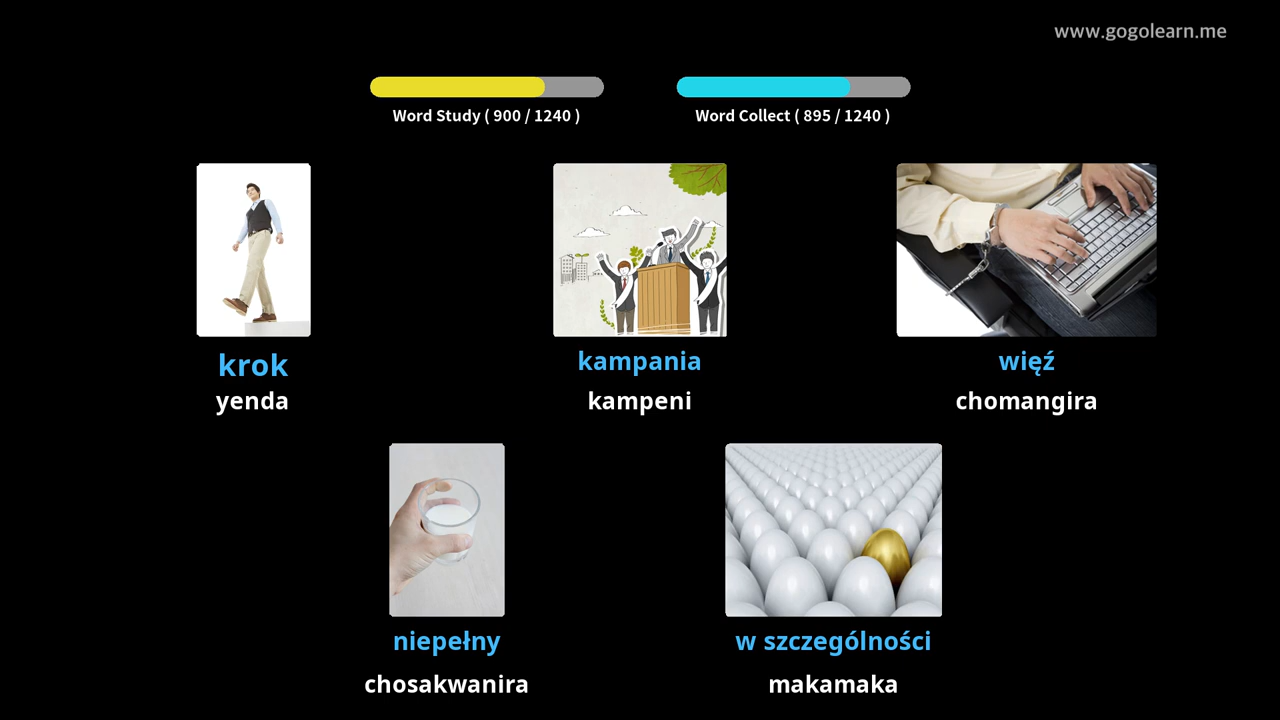 www.gogolearn.me
Word Study ( 900 / 1240 )
Word Collect ( 895 / 1240 )
krok
yenda
kampania
kampeni
więź
chomangira
niepełny
chosakwanira
w szczególności
makamaka